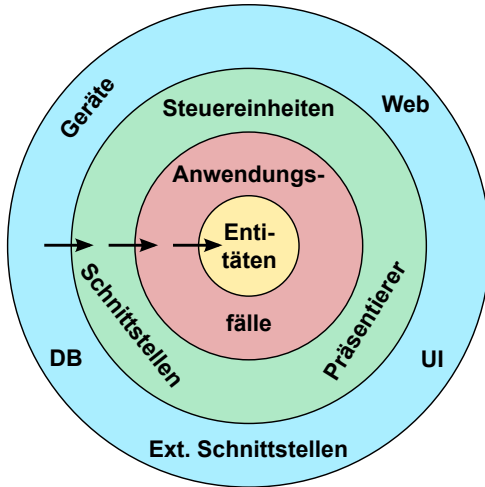 Geräte
Web
Steuereinheiten
Anwendungs-
Enti-
täten
fälle
Schnittstellen
Präsentierer
DB
UI
Ext. Schnittstellen